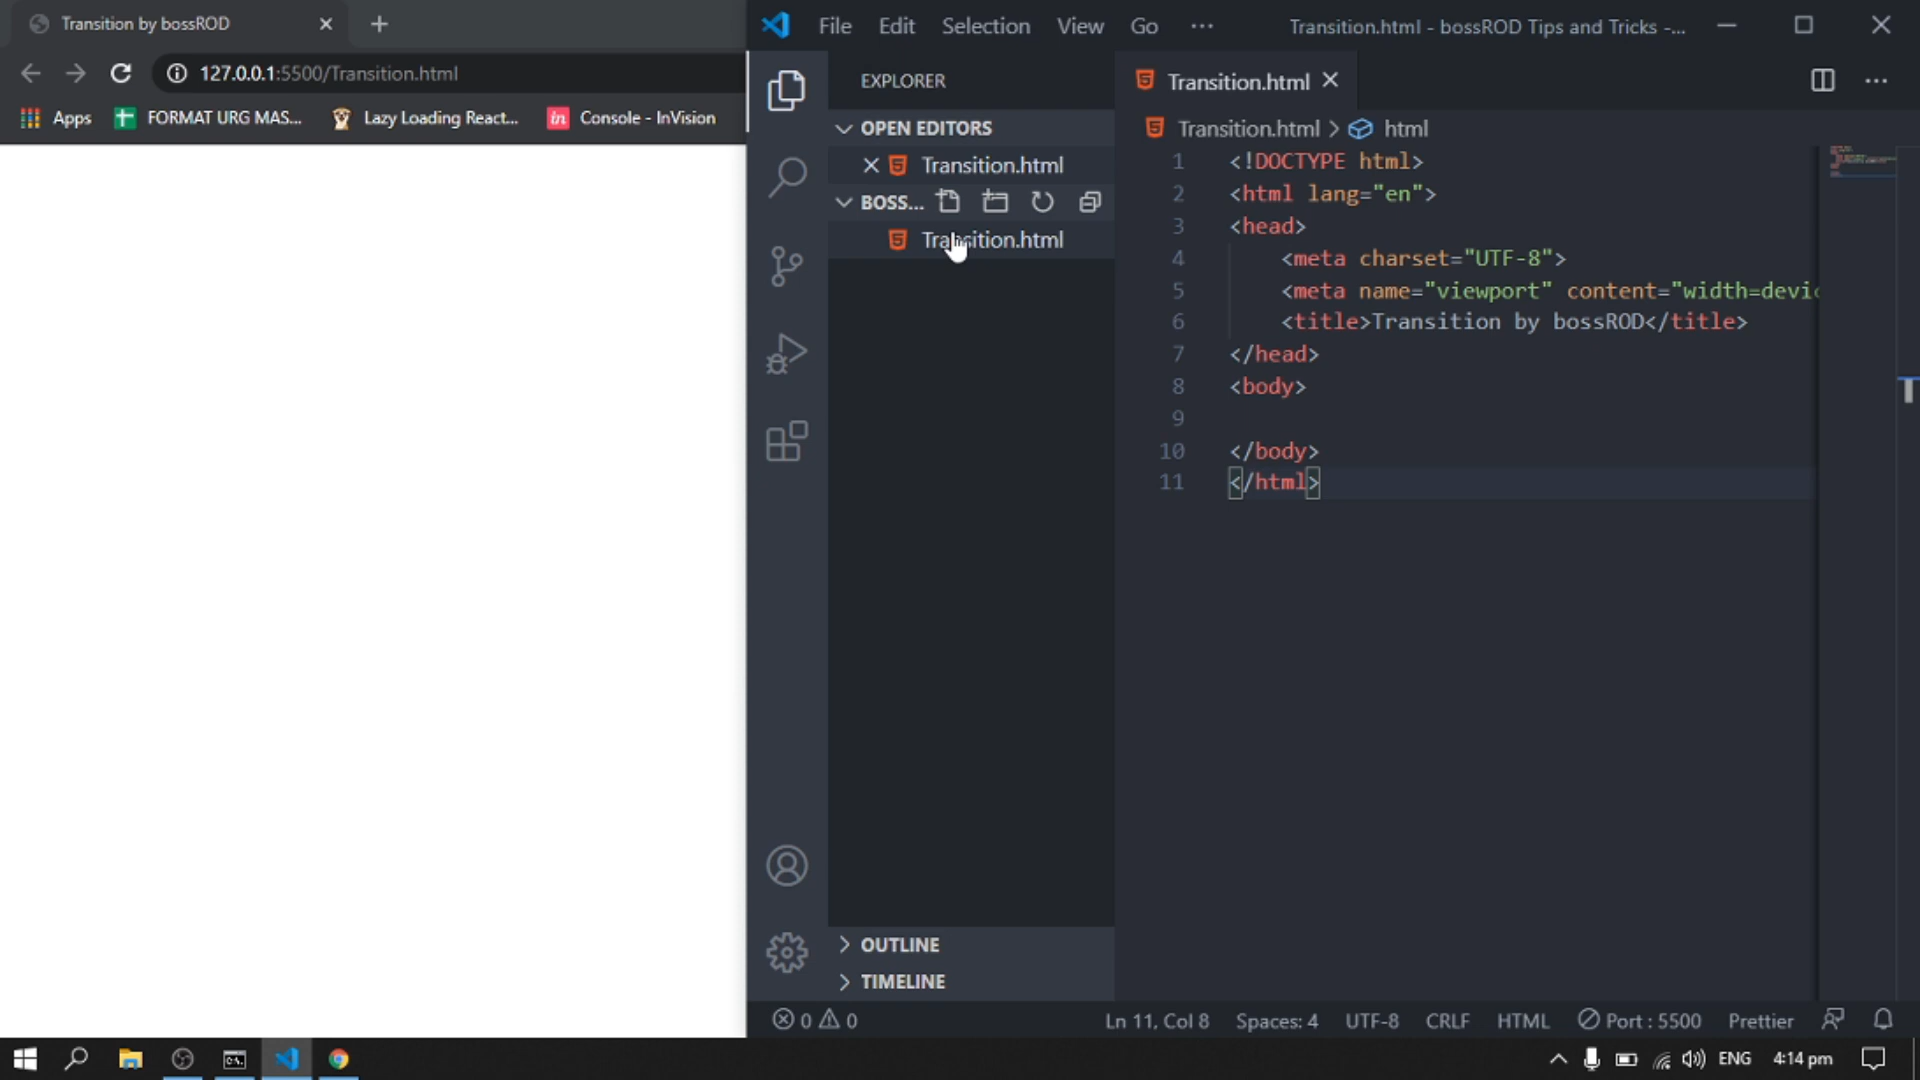 Transition by bossROD
127.0.0.1:5500/Transition.html
Apps
FORMAT URG MAS...
Lazy Loading React...
in
Console - InVision
File
Edit
Selection
View
Go
Transition.html - bossROD Tips and Tricks -...
EXPLORER
OPEN EDITORS
Transition.html
BOSS...
Transition.html
Transition.html
Transition.html > html
1 <!DOCTYPE html>
2 <html lang="en">
3 <head>
4 <meta charset="UTF-8">
5 <meta name="viewport" content="width=devic
6 <title>Transition by bossROD</title>
7 </head>
8 <body>
9
10 </body>
11 </html>
OUTLINE
TIMELINE
0 0
Ln 11, Col 8
Spaces: 4
UTF-8
CRLF
HTML
Port : 5500
Prettier
ENG
4:14 pm